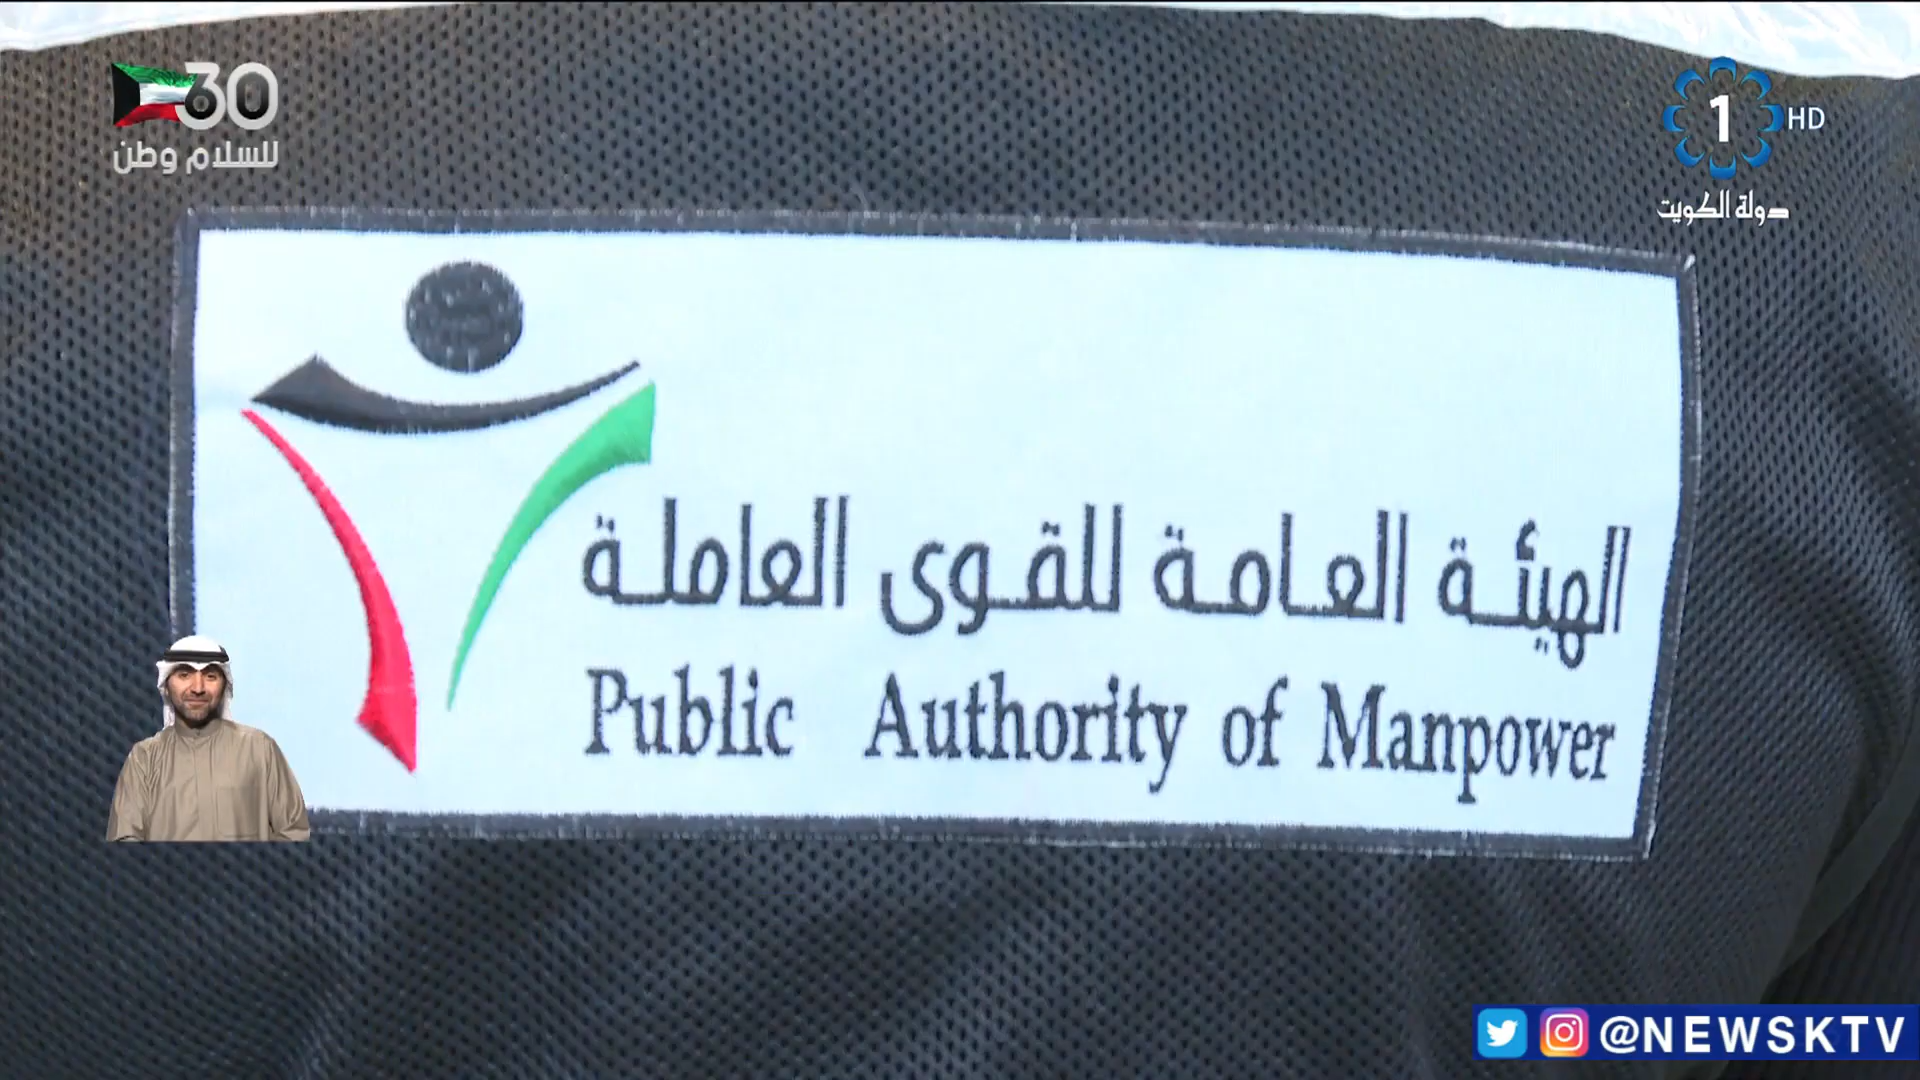 30
للسلام وطن
1 HD
دولة الكويت
الهيئة العامة للقوى العاملة
Public Authority of Manpower
@NEWSKTV